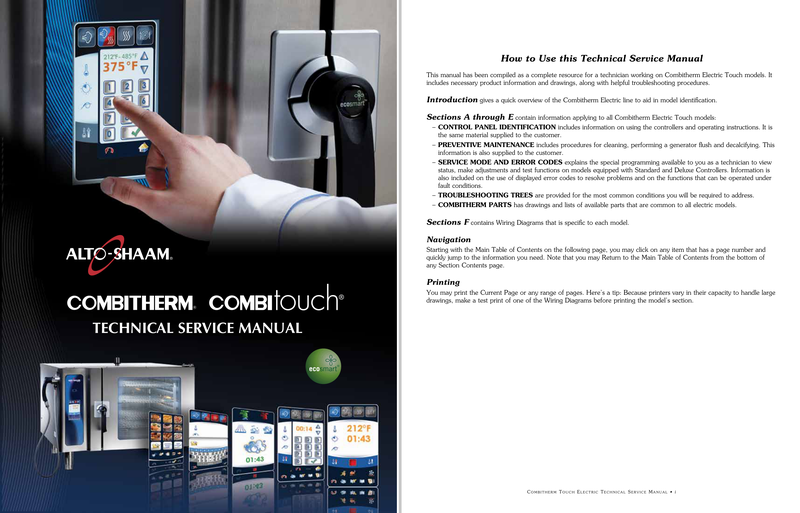 212°F - 485°F
375°F
1 2 3
4
7
0
ecosmart
ALTO-SHAAM®
COMBITHERM® COMBItouch®
TECHNICAL SERVICE MANUAL
ecosmart®
01:43
00:14
212°F
01:43
How to Use this Technical Service Manual
This manual has been compiled as a complete resource for a technician working on Combitherm Electric Touch models. It
includes necessary product information and drawings, along with helpful troubleshooting procedures.
Introduction gives a quick overview of the Combitherm Electric line to aid in model identification.
Sections A through E contain information applying to all Combitherm Electric Touch models:
– CONTROL PANEL IDENTIFICATION includes information on using the controllers and operating instructions. It is
the same material supplied to the customer.
– PREVENTIVE MAINTENANCE includes procedures for cleaning, performing a generator flush and decalcifying. This
information is also supplied to the customer.
– SERVICE MODE AND ERROR CODES explains the special programming available to you as a technician to view
status, make adjustments and test functions on models equipped with Standard and Deluxe Controllers. Information is
also included on the use of displayed error codes to resolve problems and on the functions that can be operated under
fault conditions.
– TROUBLESHOOTING TREES are provided for the most common conditions you will be required to address.
– COMBITHERM PARTS has drawings and lists of available parts that are common to all electric models.
Sections F contains Wiring Diagrams that is specific to each model.
Navigation
Starting with the Main Table of Contents on the following page, you may click on any item that has a page number and
quickly jump to the information you need. Note that you may Return to the Main Table of Contents from the bottom of
any Section Contents page.
Printing
You may print the Current Page or any range of pages. Here's a tip: Because printers vary in their capacity to handle large
drawings, make a test print of one of the Wiring Diagrams before printing the model's section.
Combitherm Touch Electric Technical Service Manual • 1